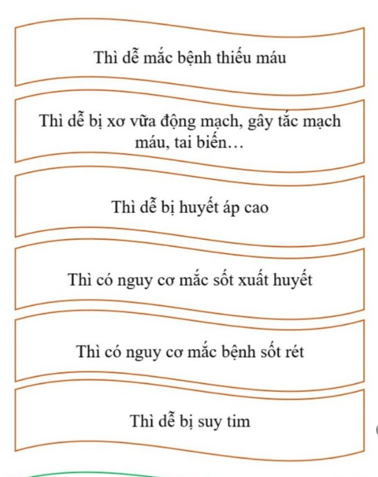 Thì dễ mắc bệnh thiếu máu
Thì dễ bị xơ vữa động mạch, gây tắc mạch
máu, tai biến…
Thì dễ bị huyết áp cao
Thì có nguy cơ mắc sốt xuất huyết
Thì có nguy cơ mắc bệnh sốt rét
Thì dễ bị suy tim